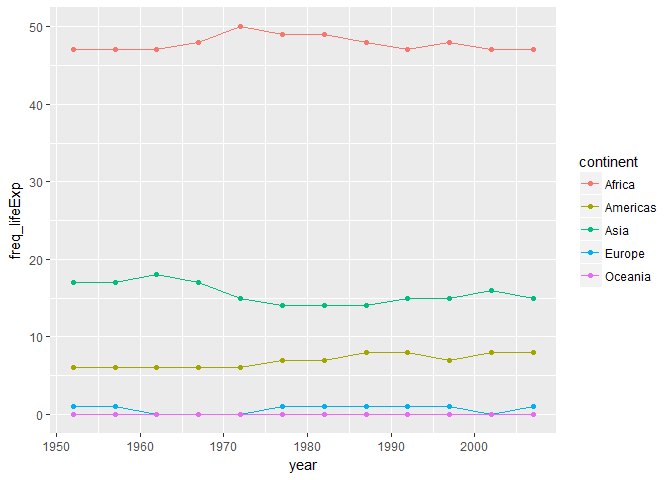 50
40
30
20
10
0
freq_lifeExp
1950 1960 1970 1980 1990 2000
year
continent
Africa
Americas
Asia
Europe
Oceania